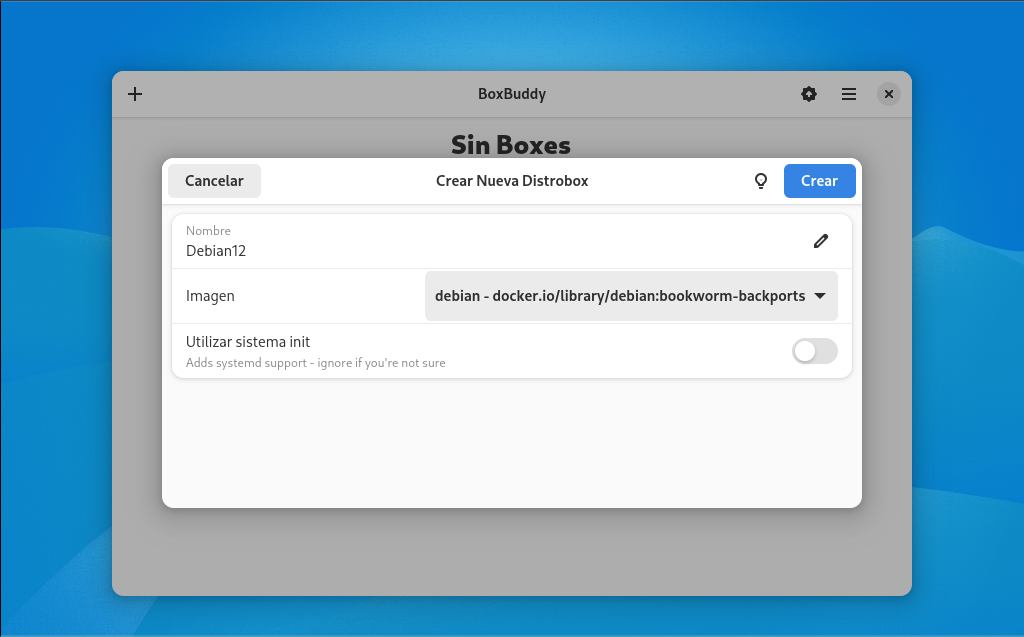 BoxBuddy
Sin Boxes
Cancelar
Crear Nueva Distrobox
Crear
Nombre
Debian12
Imagen
debian - docker.io/library/debian:bookworm-backports
Utilizar sistema init
Adds systemd support - ignore if you're not sure